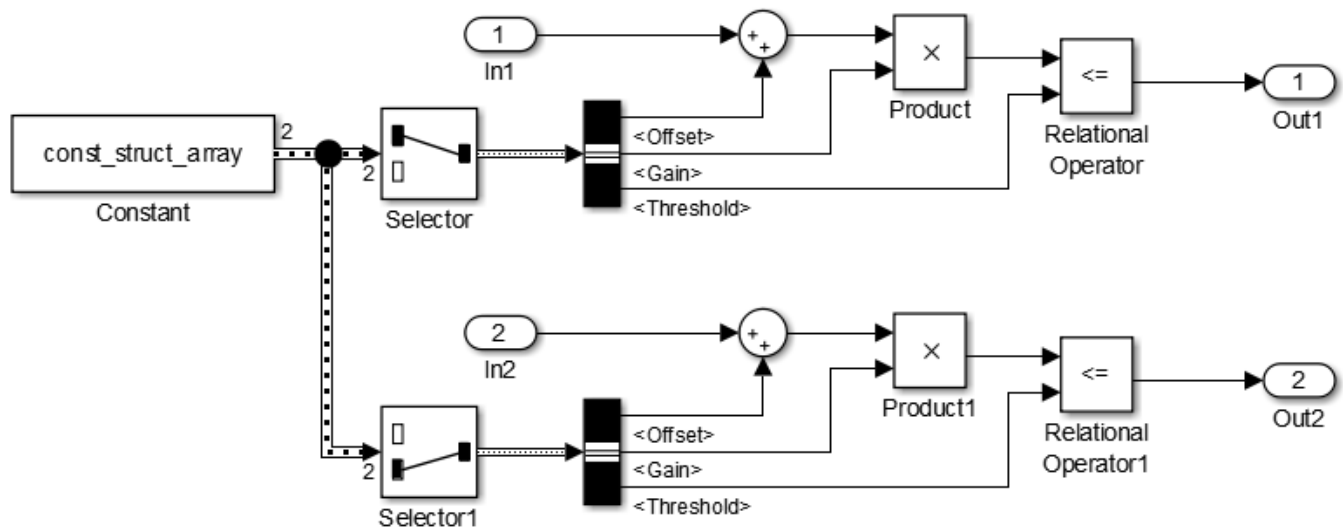 1
In1
+
+
×
Product
<=
Relational
Operator
1
Out1
const_struct_array
Constant
2
2
Selector
<Offset>
<Gain>
<Threshold>
2
In2
+
+
×
Product1
<=
Relational
Operator1
2
Out2
2
Selector1
<Offset>
<Gain>
<Threshold>